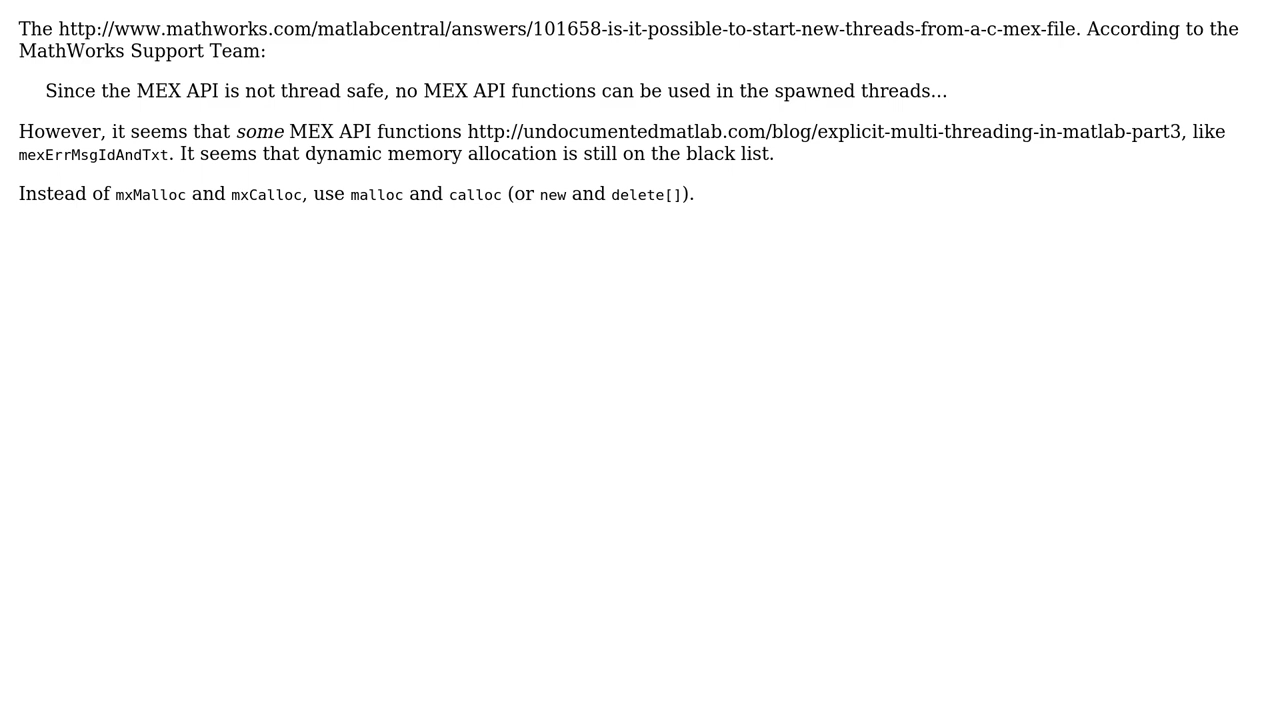 The http://www.mathworks.com/matlabcentral/answers/101658-is-it-possible-to-start-new-threads-from-a-c-mex-file. According to the
MathWorks Support Team:
Since the MEX API is not thread safe, no MEX API functions can be used in the spawned threads...
However, it seems that some MEX API functions http://undocumentedmatlab.com/blog/explicit-multi-threading-in-matlab-part3, like
mexErrMsgIdAndTxt. It seems that dynamic memory allocation is still on the black list.
Instead of mxMalloc and mxCalloc, use malloc and calloc (or new and delete[]).